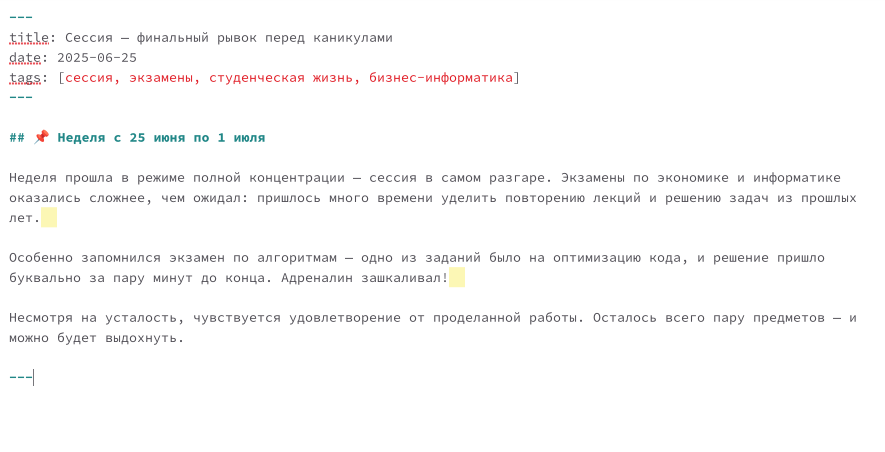 ---
title: Сессия — финальный рывок перед каникулами
date: 2025-06-25
tags: [сессия, экзамены, студенческая жизнь, бизнес-информатика]
---
## 📌 Неделя с 25 июня по 1 июля
Неделя прошла в режиме полной концентрации — сессия в самом разгаре. Экзамены по экономике и информатике
оказались сложнее, чем ожидал: пришлось много времени уделить повторению лекций и решению задач из прошлых
лет.
Особенно запомнился экзамен по алгоритмам — одно из заданий было на оптимизацию кода, и решение пришло
буквально за пару минут до конца. Адреналин зашкаливал!
Несмотря на усталость, чувствуется удовлетворение от проделанной работы. Осталось всего пару предметов — и
можно будет выдохнуть.
---